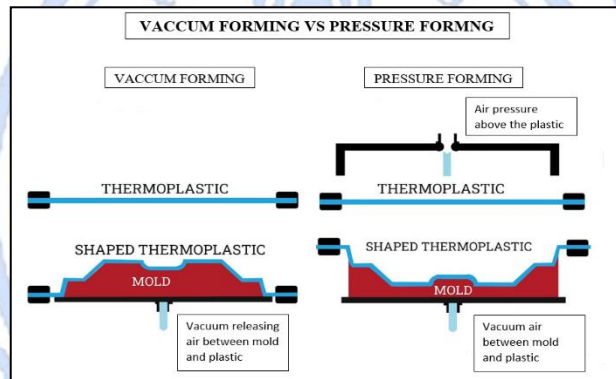 VACCUM FORMING VS PRESSURE FORMNG
VACCUM FORMING
PRESSURE FORMING
Air pressure
above the plastic
THERMOPLASTIC
THERMOPLASTIC
SHAPED THERMOPLASTIC
SHAPED THERMOPLASTIC
MOLD
MOLD
Vacuum releasing
air between mold
and plastic
Vacuum air
between mold
and plastic